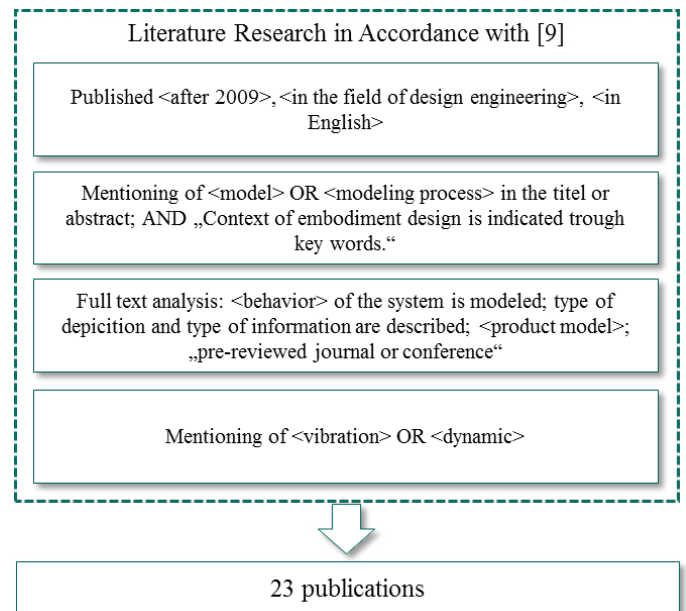 Literature Research in Accordance with [9]
Published <after 2009>, <in the field of design engineering>, <in
English>
Mentioning of <model> OR <modeling process> in the titel or
abstract; AND „Context of embodiment design is indicated trough
key words.“
Full text analysis: <behavior> of the system is modeled; type of
depicition and type of information are described; <product model>;
„pre-reviewed journal or conference“
Mentioning of <vibration> OR <dynamic>
23 publications